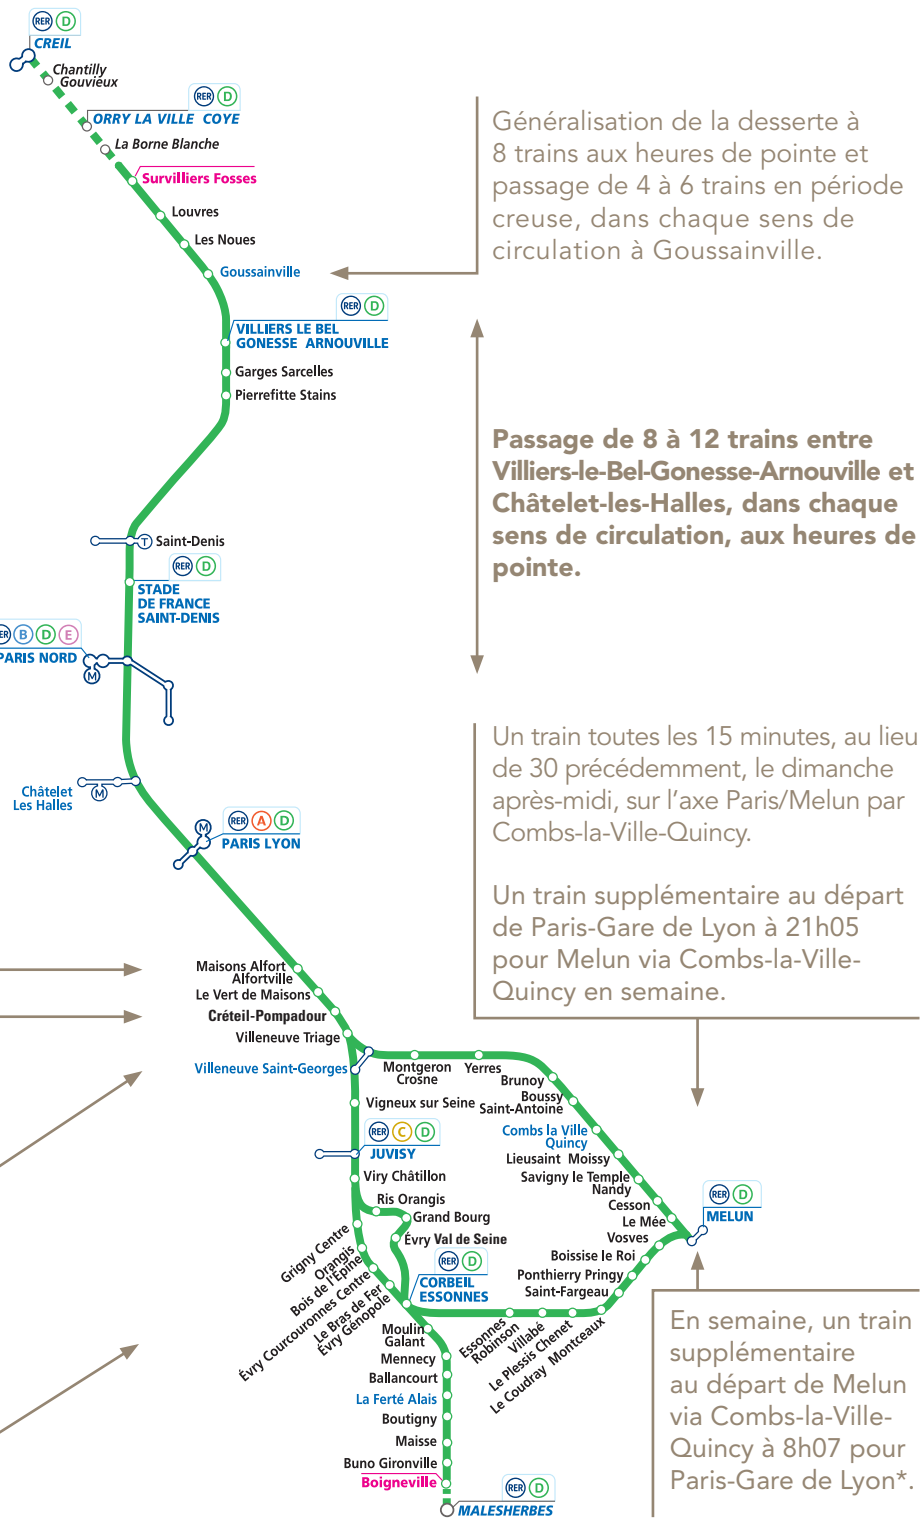 RER D
CREIL
Chantilly
Gouvieux
RER D
ORRY LA VILLE COYE
La Borne Blanche
Survilliers Fosses
Louvres
Les Noues
Goussainville
RER D
VILLIERS LE BEL
GONESSE ARNOUVILLE
Garges Sarcelles
Pierrefitte Stains
T Saint-Denis
RER D
STADE
DE FRANCE
SAINT-DENIS
ER B D E
PARIS NORD
M
Châtelet
Les Halles
M
M
RER A D
PARIS LYON
Maisons Alfort
Alfortville
Le Vert de Maisons
Créteil-Pompadour
Villeneuve Triage
Villeneuve Saint-Georges
Montgeron
Crosne
Yerres
Brunoy
Boussy
Saint-Antoine
Combs la Ville
Quincy
Lieusaint Moissy
Savigny le Temple
Nandy
Cesson
Le Mée
RER D
MELUN
Vosves
Boissise le Roi
Ponthierry Pringy
Saint-Fargeau
Le Coudray Montceaux
Le Plessis Chenet
Villabé
Essonnes
Robinson
Vigneux sur Seine
RER C D
JUVISY
Viry Châtillon
Ris Orangis
Grand Bourg
Évry Val de Seine
Grigny Centre
Orangis
Bois de l'Épine
Évry Courcouronnes Centre
Le Bras de Fer
Évry Génopole
RER D
CORBEIL
ESSONNES
Moulin
Galant
Mennecy
Ballancourt
La Ferté Alais
Boutigny
Maisse
Buno Gironville
Boigneville
RER D
MALESHERBES
Généralisation de la desserte à
8 trains aux heures de pointe et
passage de 4 à 6 trains en période
creuse, dans chaque sens de
circulation à Goussainville.
Passage de 8 à 12 trains entre
Villiers-le-Bel-Gonesse-Arnouville et
Châtelet-les-Halles, dans chaque
sens de circulation, aux heures de
pointe.
Un train toutes les 15 minutes, au lieu
de 30 précédemment, le dimanche
après-midi, sur l’axe Paris/Melun par
Combs-la-Ville-Quincy.
Un train supplémentaire au départ
de Paris-Gare de Lyon à 21h05
pour Melun via Combs-la-Ville-
Quincy en semaine.
En semaine, un train
supplémentaire
au départ de Melun
via Combs-la-Ville-
Quincy à 8h07 pour
Paris-Gare de Lyon*.